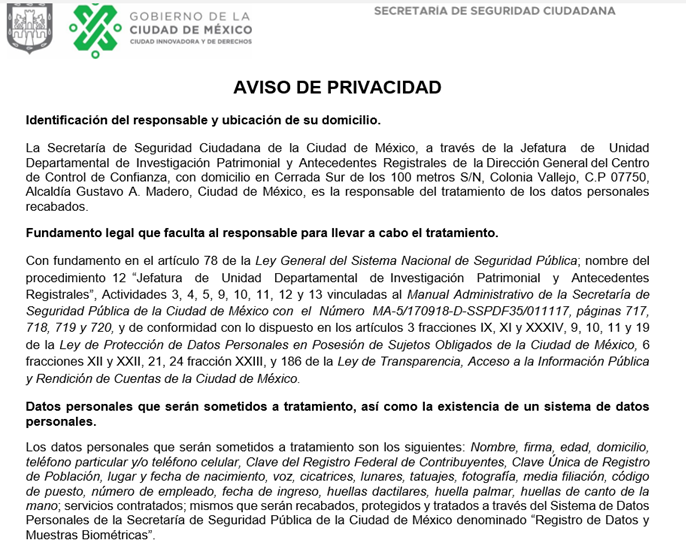 GOBIERNO DE LA
CIUDAD DE MÉXICO
CIUDAD INNOVADORA Y DE DERECHOS
SECRETARÍA DE SEGURIDAD CIUDADANA
AVISO DE PRIVACIDAD
Identificación del responsable y ubicación de su domicilio.
La Secretaría de Seguridad Ciudadana de la Ciudad de México, a través de la Jefatura de Unidad
Departamental de Investigación Patrimonial y Antecedentes Registrales de la Dirección General del Centro
de Control de Confianza, con domicilio en Cerrada Sur de los 100 metros S/N, Colonia Vallejo, C.P 07750,
Alcaldía Gustavo A. Madero, Ciudad de México, es la responsable del tratamiento de los datos personales
recabados.
Fundamento legal que faculta al responsable para llevar a cabo el tratamiento.
Con fundamento en el artículo 78 de la Ley General del Sistema Nacional de Seguridad Pública; nombre del
procedimiento 12 “Jefatura de Unidad Departamental de Investigación Patrimonial y Antecedentes
Registrales”, Actividades 3, 4, 5, 9, 10, 11, 12 y 13 vinculadas al Manual Administrativo de la Secretaría de
Seguridad Pública de la Ciudad de México con el Número MA-5/170918-D-SSPDF35/011117, páginas 717,
718, 719 y 720, y de conformidad con lo dispuesto en los artículos 3 fracciones IX, XI y XXXIV, 9, 10, 11 y 19
de la Ley de Protección de Datos Personales en Posesión de Sujetos Obligados de la Ciudad de México, 6
fracciones XII y XXII, 21, 24 fracción XXIII, y 186 de la Ley de Transparencia, Acceso a la Información Pública
y Rendición de Cuentas de la Ciudad de México.
Datos personales que serán sometidos a tratamiento, así como la existencia de un sistema de datos
personales.
Los datos personales que serán sometidos a tratamiento son los siguientes: Nombre, firma, edad, domicilio,
teléfono particular y/o teléfono celular, Clave del Registro Federal de Contribuyentes, Clave Única de Registro
de Población, lugar y fecha de nacimiento, voz, cicatrices, lunares, tatuajes, fotografía, media filiación, código
de puesto, número de empleado, fecha de ingreso, huellas dactilares, huella palmar, huellas de canto de la
mano; servicios contratados; mismos que serán recabados, protegidos y tratados a través del Sistema de Datos
Personales de la Secretaría de Seguridad Pública de la Ciudad de México denominado “Registro de Datos y
Muestras Biométricas”.